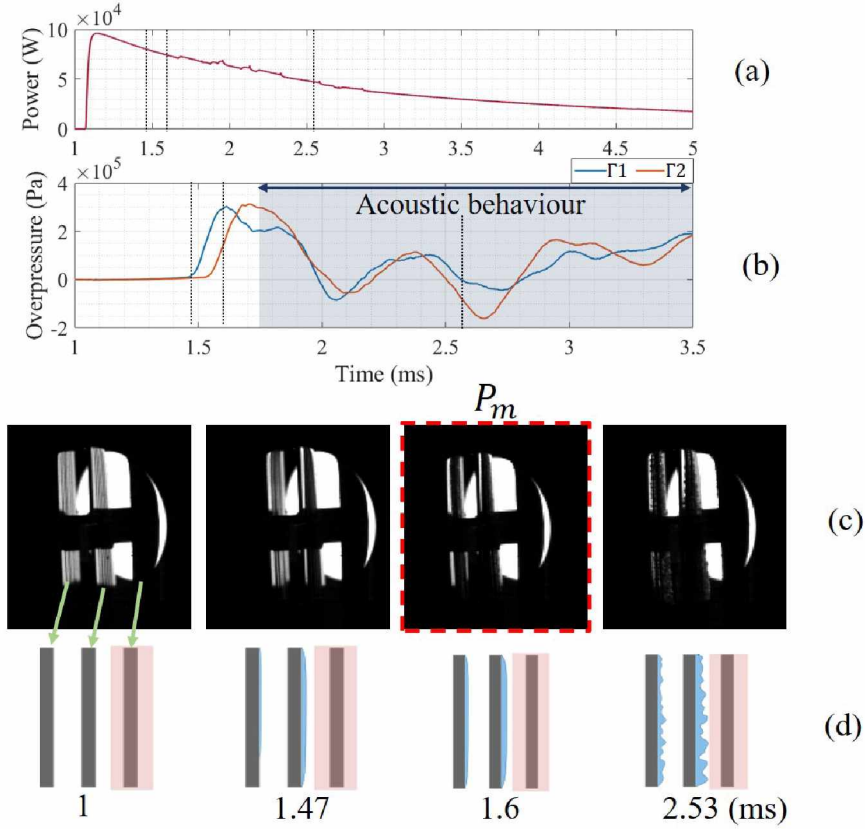 ×10⁴
10
5
0
Power (W)
1 1.5 2 2.5 3 3.5 4 4.5 5
(a)
×10⁵
Γ1 Γ2
4
2
0
-2
Overpressure (Pa)
Acoustic behaviour
(b)
1 1.5 2 2.5 3 3.5
Time (ms)
P_m
(c)
(d)
1 1.47 1.6 2.53 (ms)